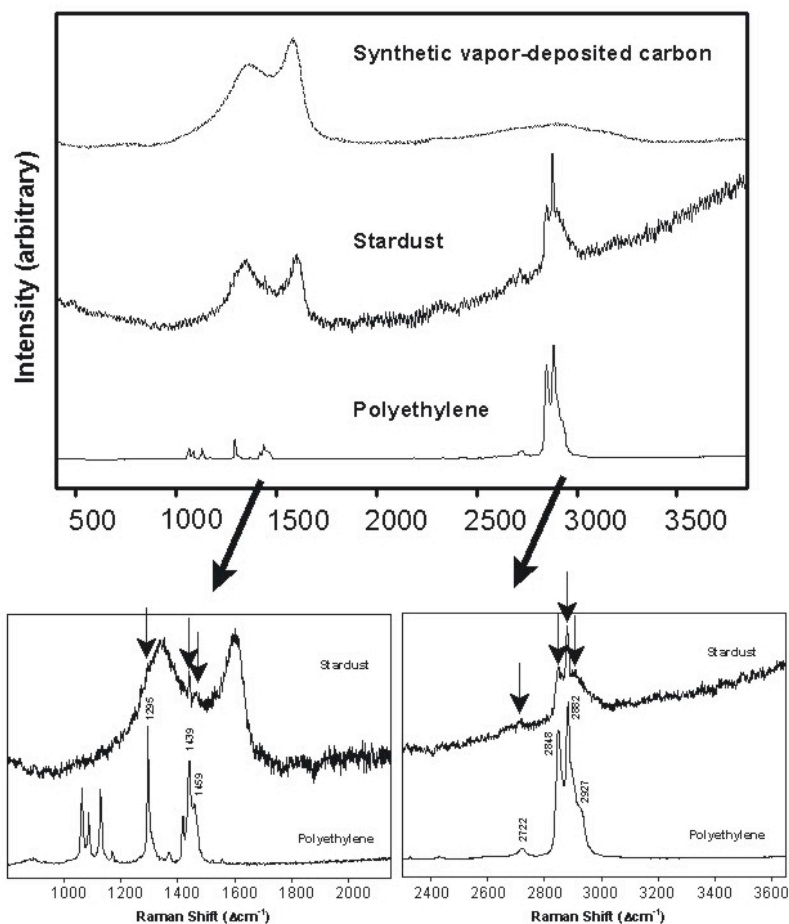 Synthetic vapor-deposited carbon
Stardust
Polyethylene
Intensity (arbitrary)
500 1000 1500 2000 2500 3000 3500
Stardust
1295
1439
1459
Polyethylene
800 1000 1200 1400 1600 1800 2000
Raman Shift (Δcm⁻¹)
Stardust
2848
2882
2927
2722
Polyethylene
2400 2600 2800 3000 3200 3400 3600
Raman Shift (Δcm⁻¹)